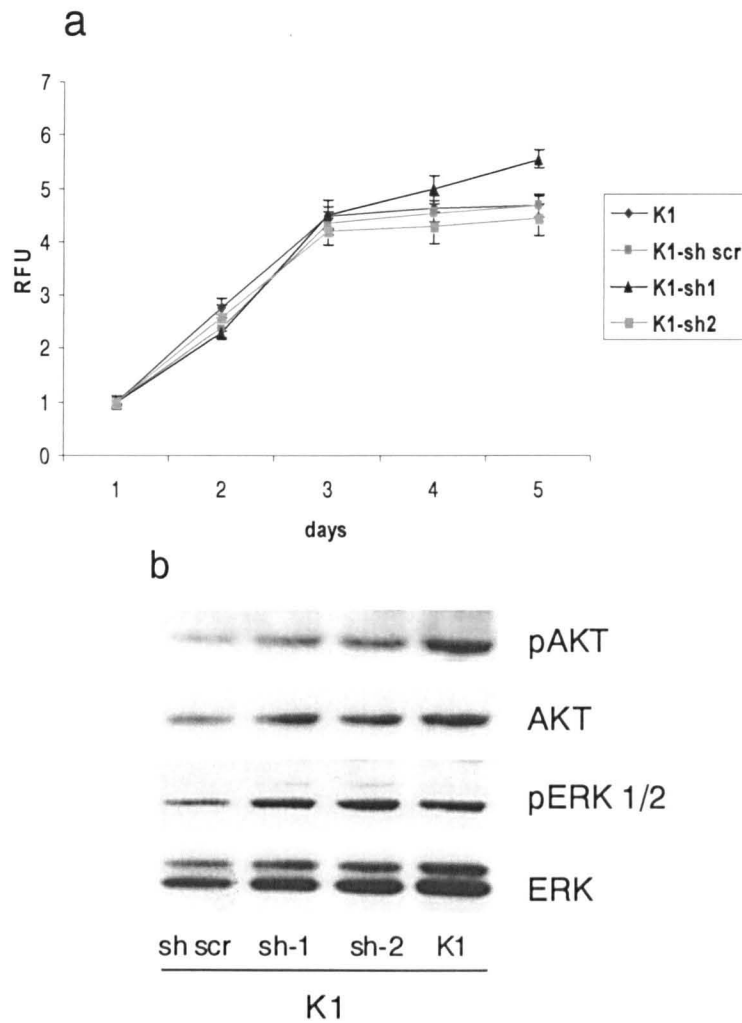 a
7
6
5
4
3
2
1
0
RFU
1 2 3 4 5
days
K1
K1-sh scr
K1-sh1
K1-sh2
b
pAKT
AKT
pERK 1/2
ERK
sh scr sh-1 sh-2 K1
K1